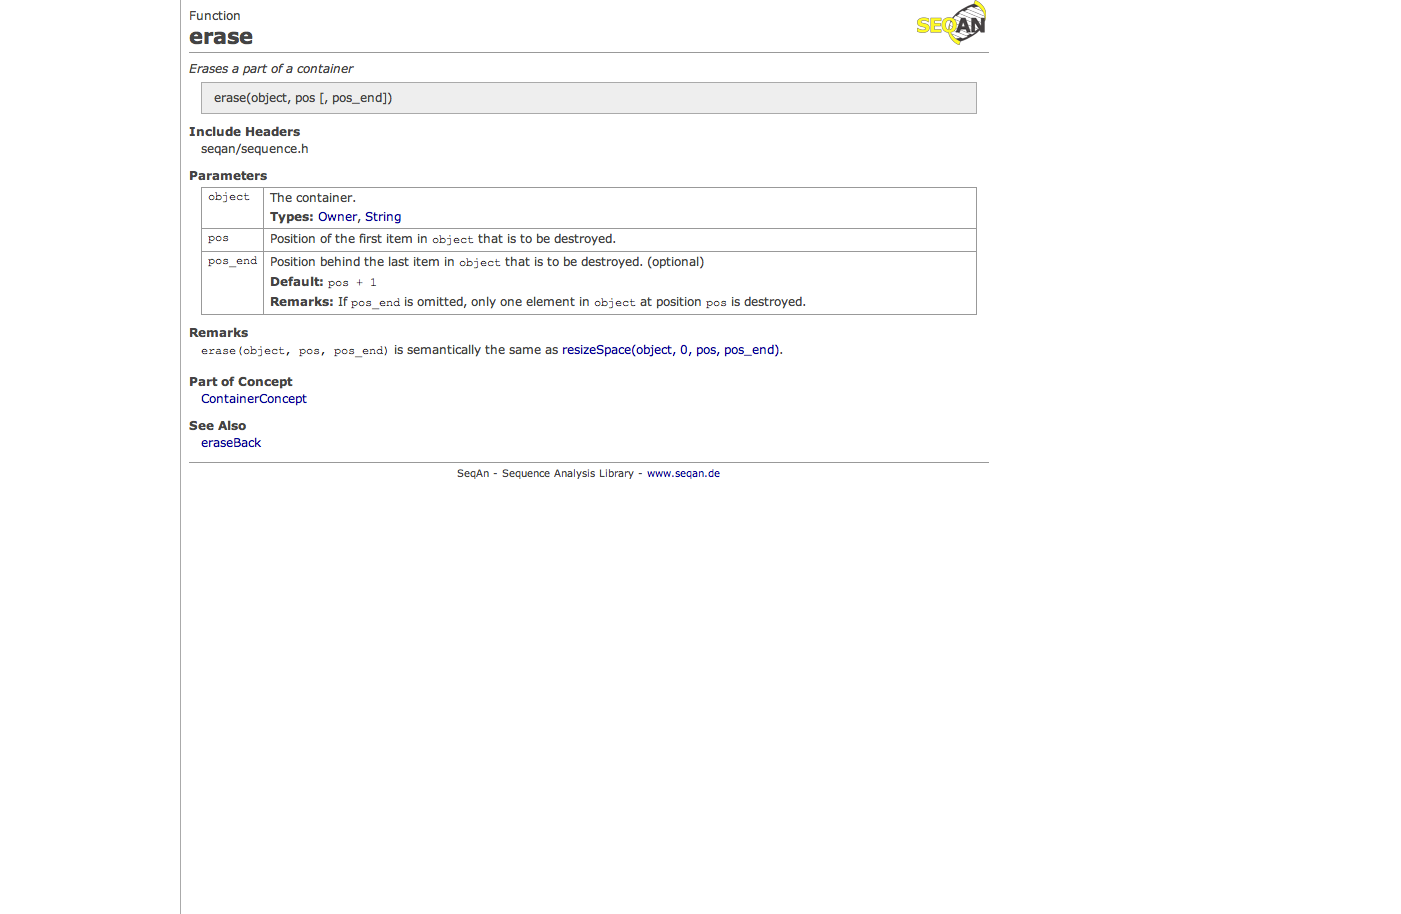 Function
SEQAN
erase
Erases a part of a container
erase(object, pos [, pos_end])
Include Headers
seqan/sequence.h
Parameters
object
The container.
Types: Owner, String
pos
Position of the first item in object that is to be destroyed.
pos_end
Position behind the last item in object that is to be destroyed. (optional)
Default: pos + 1
Remarks: If pos_end is omitted, only one element in object at position pos is destroyed.
Remarks
erase(object, pos, pos_end) is semantically the same as resizeSpace(object, 0, pos, pos_end).
Part of Concept
ContainerConcept
See Also
eraseBack
SeqAn - Sequence Analysis Library - www.seqan.de